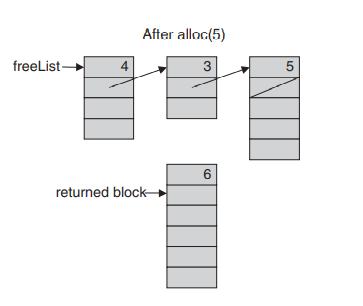 After alloc(5)
freeList 4 3 5
6
returned block